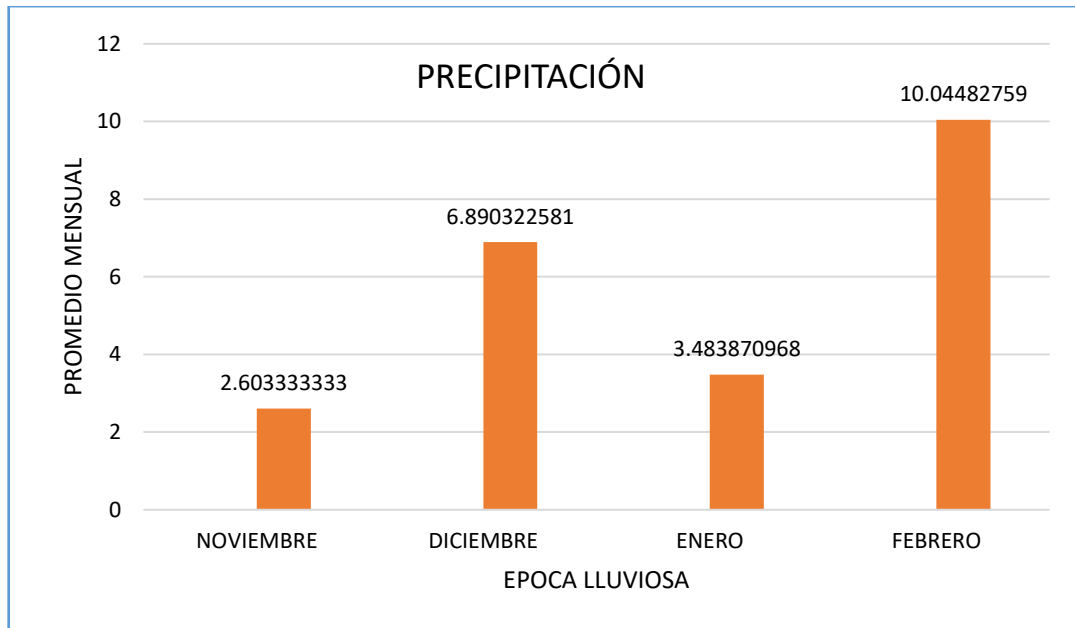 PRECIPITACIÓN
PROMEDIO MENSUAL
12
10
8
6
4
2
0
2.603333333
6.890322581
3.483870968
10.04482759
NOVIEMBRE DICIEMBRE ENERO FEBRERO
EPOCA LLUVIOSA